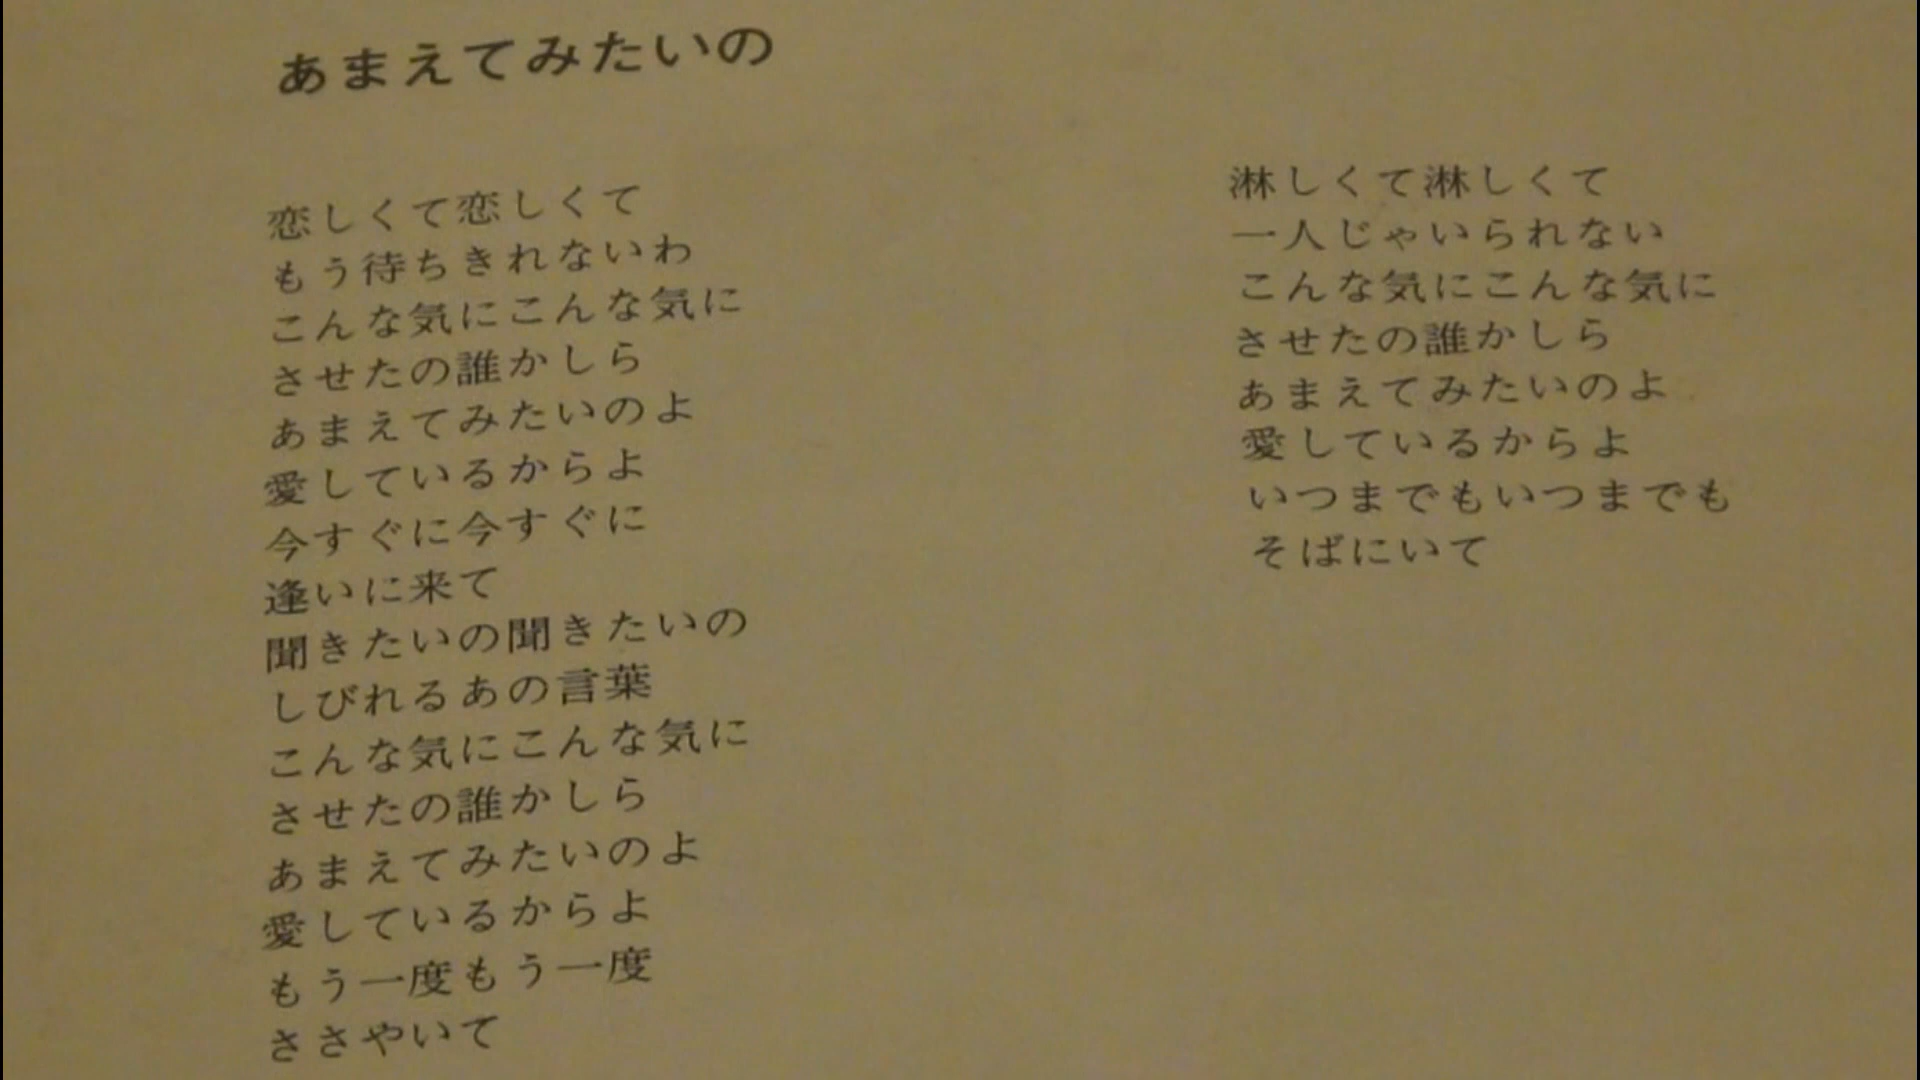 あまえてみたいの
恋しくて恋しくて
もう待ちきれないわ
こんな気にこんな気に
させたの誰かしら
あまえてみたいのよ
愛しているからよ
今すぐに今すぐに
逢いに来て
聞きたいの聞きたいの
しびれるあの言葉
こんな気にこんな気に
させたの誰かしら
あまえてみたいのよ
愛しているからよ
もう一度もう一度
ささやいて
淋しくて淋しくて
一人じゃいられない
こんな気にこんな気に
させたの誰かしら
あまえてみたいのよ
愛しているからよ
いつまでもいつまでも
そばにいて